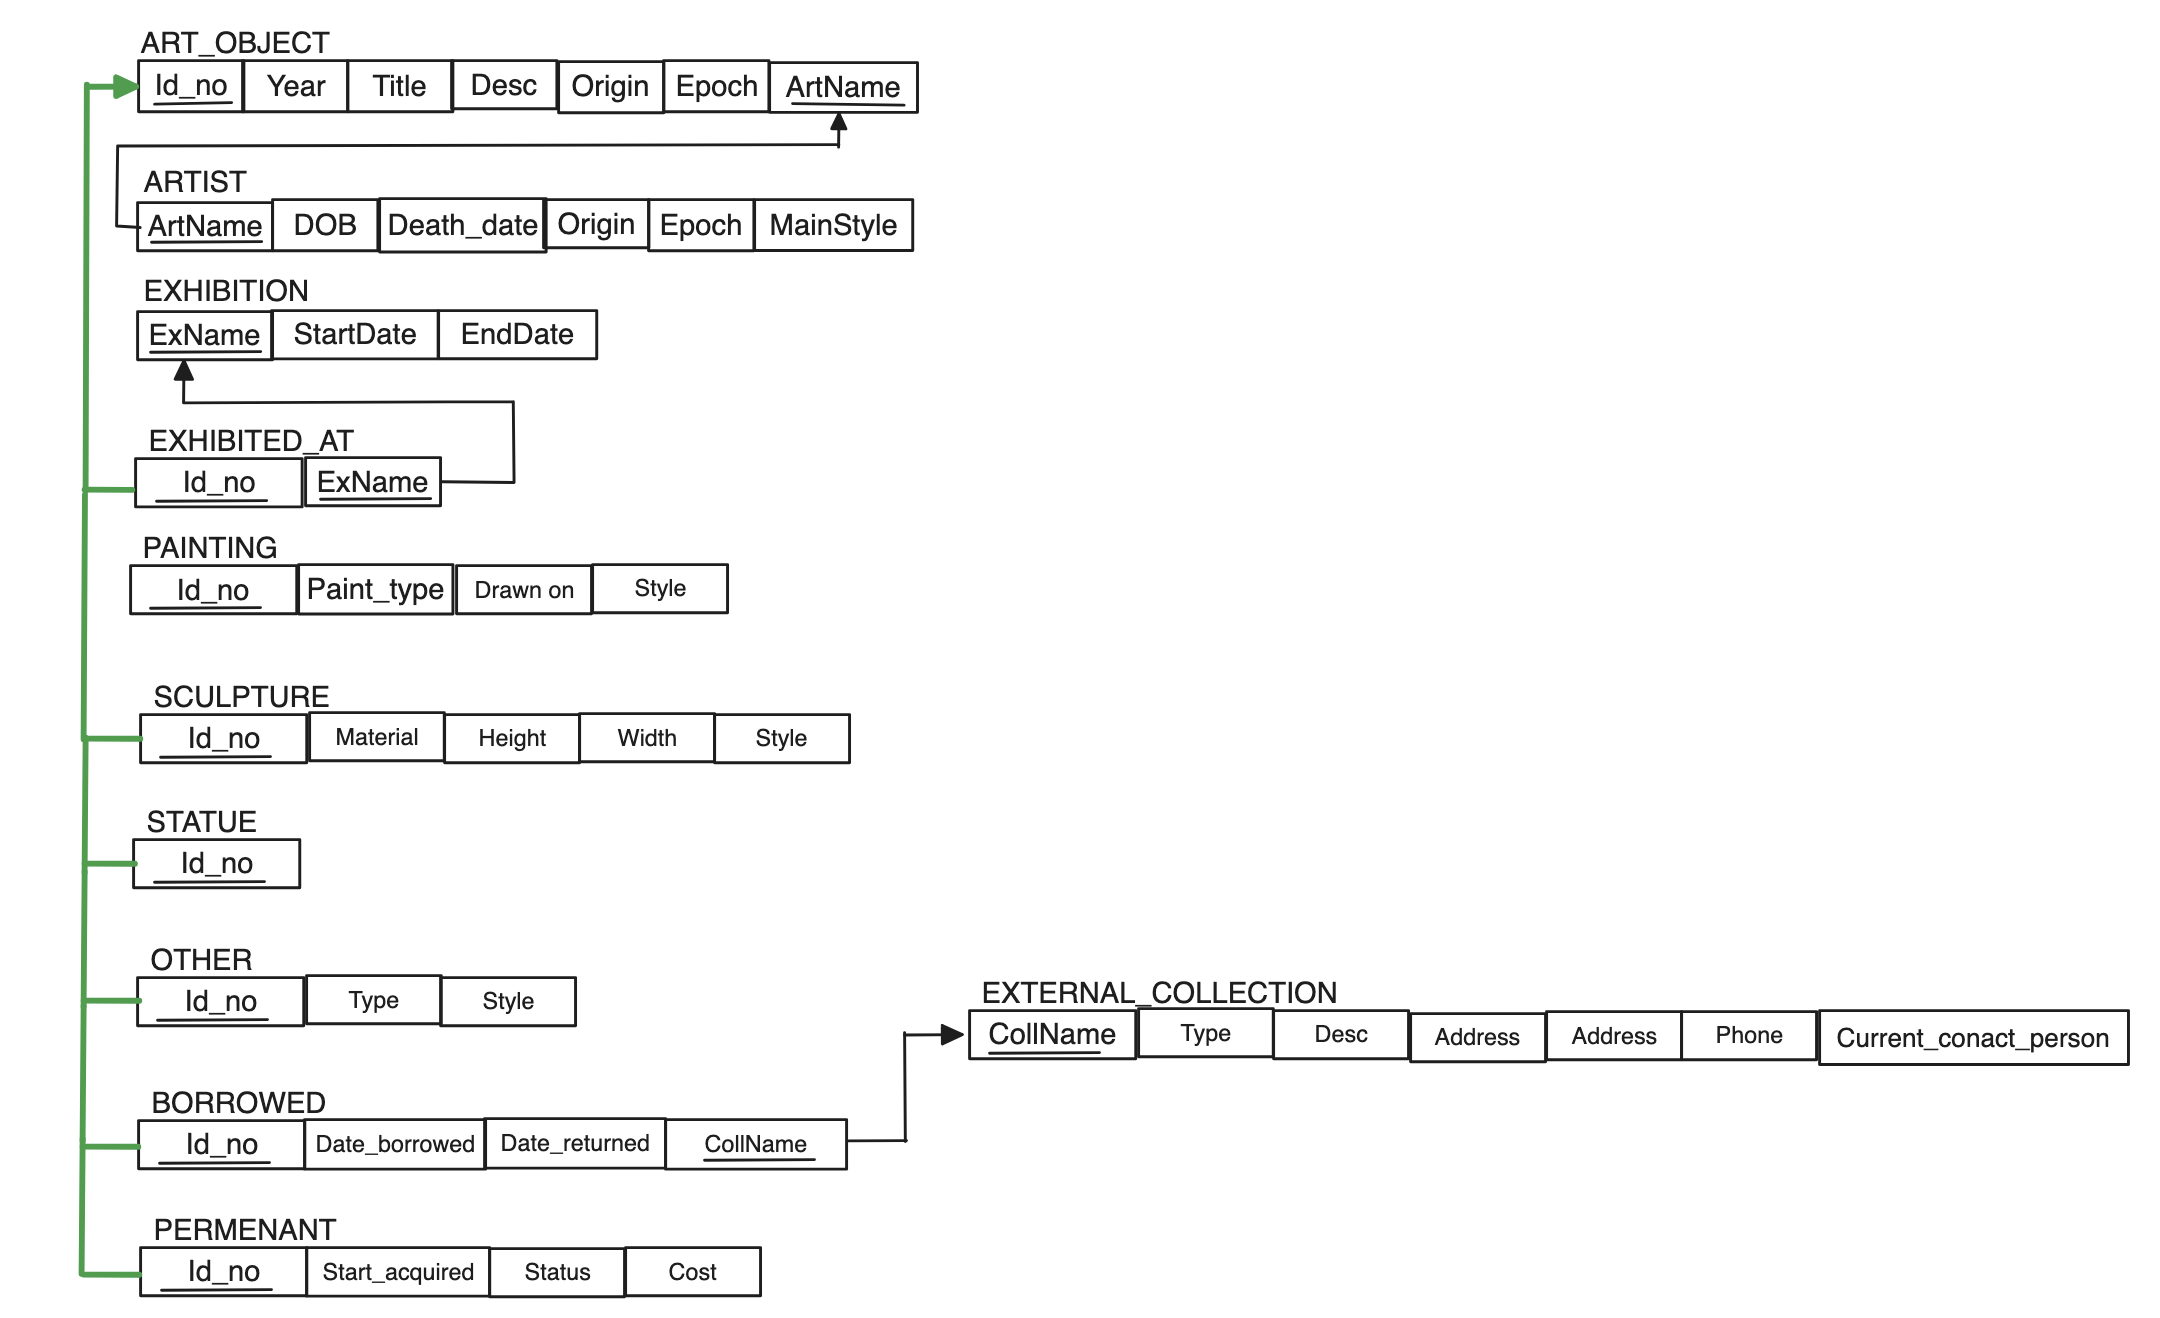 ART_OBJECT
Id_no Year Title Desc Origin Epoch ArtName
ARTIST
ArtName DOB Death_date Origin Epoch MainStyle
EXHIBITION
ExName StartDate EndDate
EXHIBITED_AT
Id_no ExName
PAINTING
Id_no Paint_type Drawn on Style
SCULPTURE
Id_no Material Height Width Style
STATUE
Id_no
OTHER
Id_no Type Style
EXTERNAL_COLLECTION
CollName Type Desc Address Address Phone Current_conact_person
BORROWED
Id_no Date_borrowed Date_returned CollName
PERMENANT
Id_no Start_acquired Status Cost